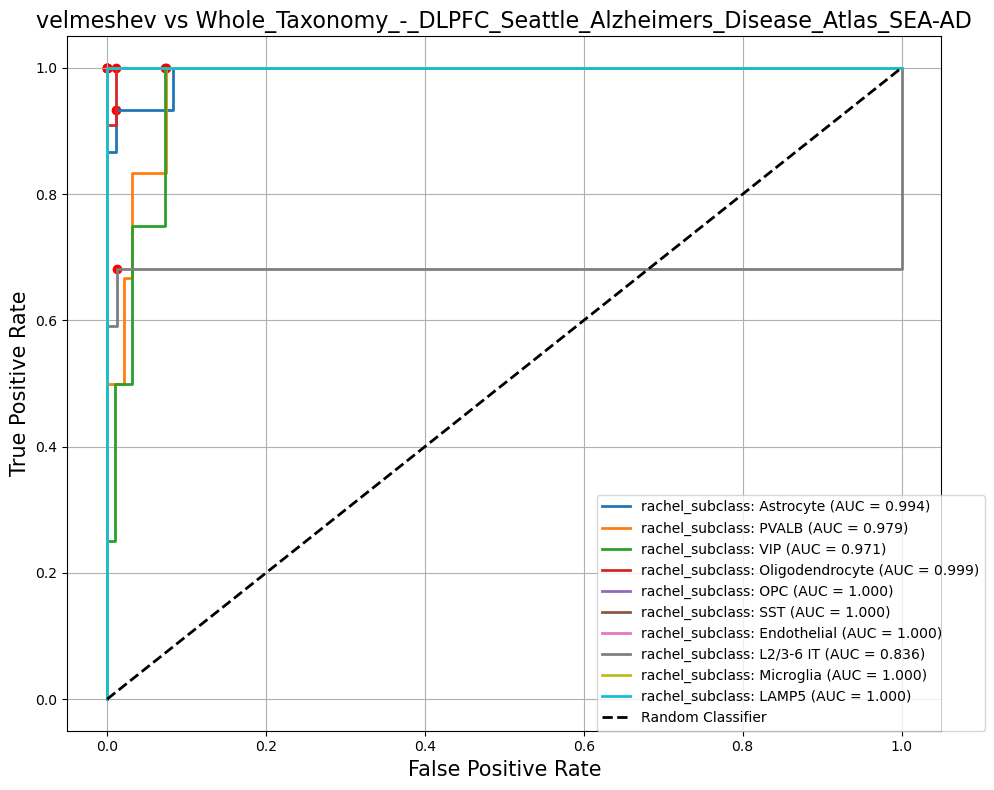 velmeshev vs Whole_Taxonomy_-_DLPFC_Seattle_Alzheimers_Disease_Atlas_SEA-AD
True Positive Rate
1.0
0.8
0.6
0.4
0.2
0.0
rachel_subclass: Astrocyte (AUC = 0.994)
rachel_subclass: PVALB (AUC = 0.979)
rachel_subclass: VIP (AUC = 0.971)
rachel_subclass: Oligodendrocyte (AUC = 0.999)
rachel_subclass: OPC (AUC = 1.000)
rachel_subclass: SST (AUC = 1.000)
rachel_subclass: Endothelial (AUC = 1.000)
rachel_subclass: L2/3-6 IT (AUC = 0.836)
rachel_subclass: Microglia (AUC = 1.000)
rachel_subclass: LAMP5 (AUC = 1.000)
Random Classifier
0.0 0.2 0.4 0.6 0.8 1.0
False Positive Rate